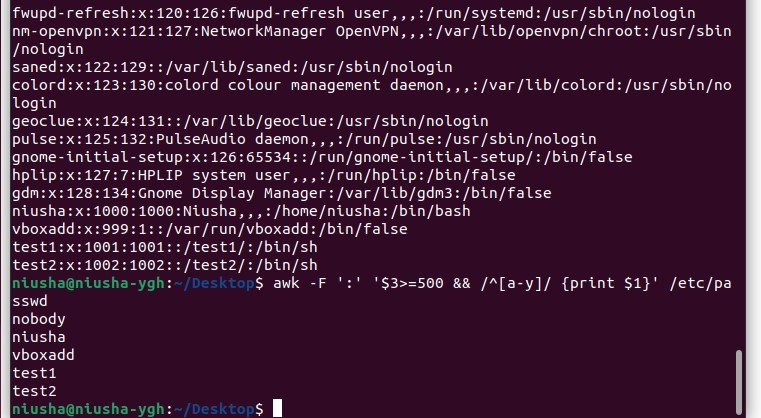 fwupd-refresh:x:120:126:fwupd-refresh user,,,:/run/systemd:/usr/sbin/nologin
nm-openvpn:x:121:127:NetworkManager OpenVPN,,,:/var/lib/openvpn/chroot:/usr/sbin
/nologin
saned:x:122:129::/var/lib/saned:/usr/sbin/nologin
colord:x:123:130:colord colour management daemon,,,:/var/lib/colord:/usr/sbin/no
login
geoclue:x:124:131::/var/lib/geoclue:/usr/sbin/nologin
pulse:x:125:132:PulseAudio daemon,,,:/run/pulse:/usr/sbin/nologin
gnome-initial-setup:x:126:65534::/run/gnome-initial-setup/:/bin/false
hplip:x:127:7:HPLIP system user,,,:/run/hplip:/bin/false
gdm:x:128:134:Gnome Display Manager:/var/lib/gdm3:/bin/false
niusha:x:1000:1000:Niusha,,,:/home/niusha:/bin/bash
vboxadd:x:999:1::/var/run/vboxadd:/bin/false
test1:x:1001:1001::/test1/:/bin/sh
test2:x:1002:1002::/test2/:/bin/sh
niusha@niusha-ygh:~/Desktop$ awk -F ':' '$3>=500 && /^[a-y]/ {print $1}' /etc/pa
sswd
nobody
niusha
vboxadd
test1
test2
niusha@niusha-ygh:~/Desktop$